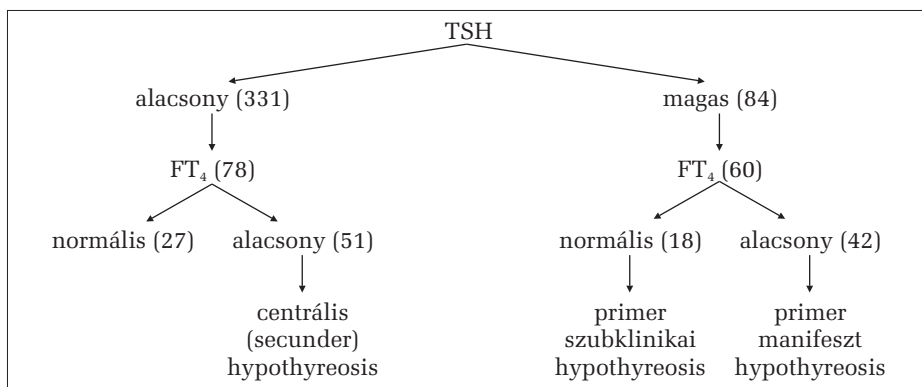 TSH
alacsony (331)
magas (84)
FT₄ (78)
FT₄ (60)
normális (27)
alacsony (51)
normális (18)
alacsony (42)
centrális
(secunder)
hypothyreosis
primer
szubklinikai
hypothyreosis
primer
manifeszt
hypothyreosis